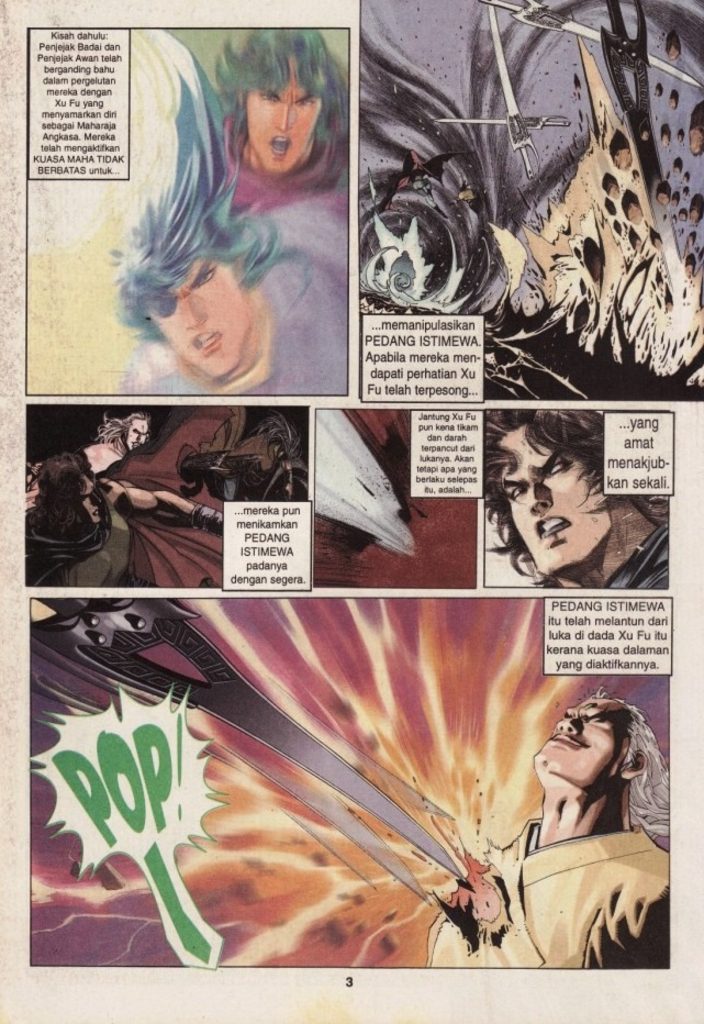 Kisah dahulu:
Penjejak Badai dan
Penjejak Awan telah
berganding bahu
dalam pergelutan
mereka dengan
Xu Fu yang
menyamarkan diri
sebagai Maharaja
Angkasa. Mereka
telah mengaktifkan
KUASA MAHA TIDAK
BERBATAS untuk...
...memanipulasikan
PEDANG ISTIMEWA.
Apabila mereka men-
dapati perhatian Xu
Fu telah terpesong...
...mereka pun
menikamkan
PEDANG
ISTIMEWA
padanya
dengan segera.
Jantung Xu Fu
pun kena tikam
dan darah
terpancut dari
lukanya. Akan
tetapi apa yang
berlaku selepas
itu, adalah...
...yang
amat
menakjub-
kan sekali.
PEDANG ISTIMEWA
itu telah melantun dari
luka di dada Xu Fu itu
kerana kuasa dalaman
yang diaktifkannya.
POP!
3